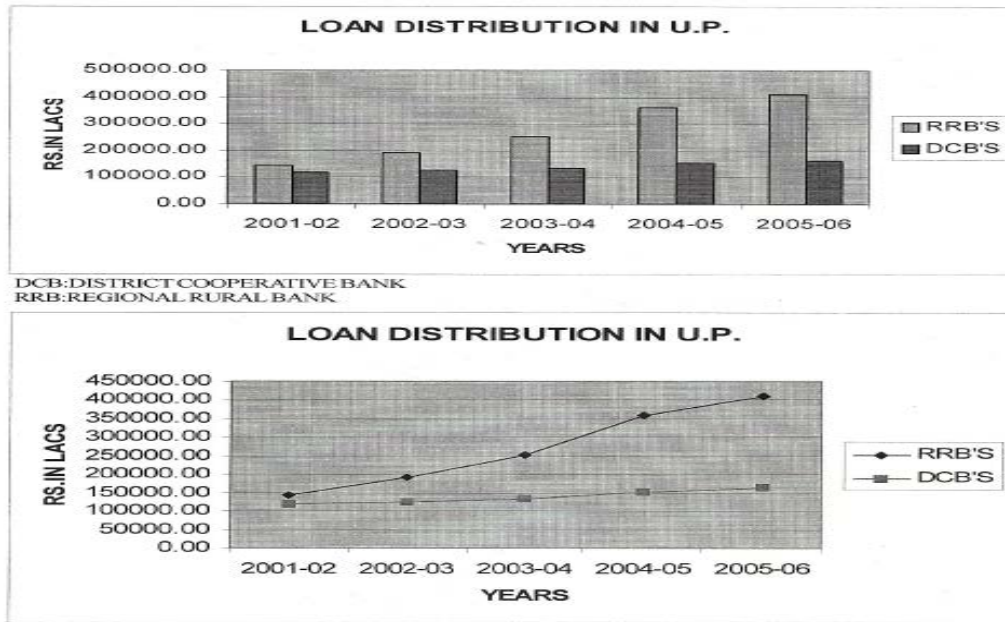 LOAN DISTRIBUTION IN U.P.
500000.00
400000.00
300000.00
200000.00
100000.00
0.00
RS.IN LACS
2001-02 2002-03 2003-04 2004-05 2005-06
YEARS
RRB'S
DCB'S
DCB:DISTRICT COOPERATIVE BANK
RRB:REGIONAL RURAL BANK
LOAN DISTRIBUTION IN U.P.
450000.00
400000.00
350000.00
300000.00
250000.00
200000.00
150000.00
100000.00
50000.00
0.00
RS.IN LACS
2001-02 2002-03 2003-04 2004-05 2005-06
YEARS
RRB'S
DCB'S